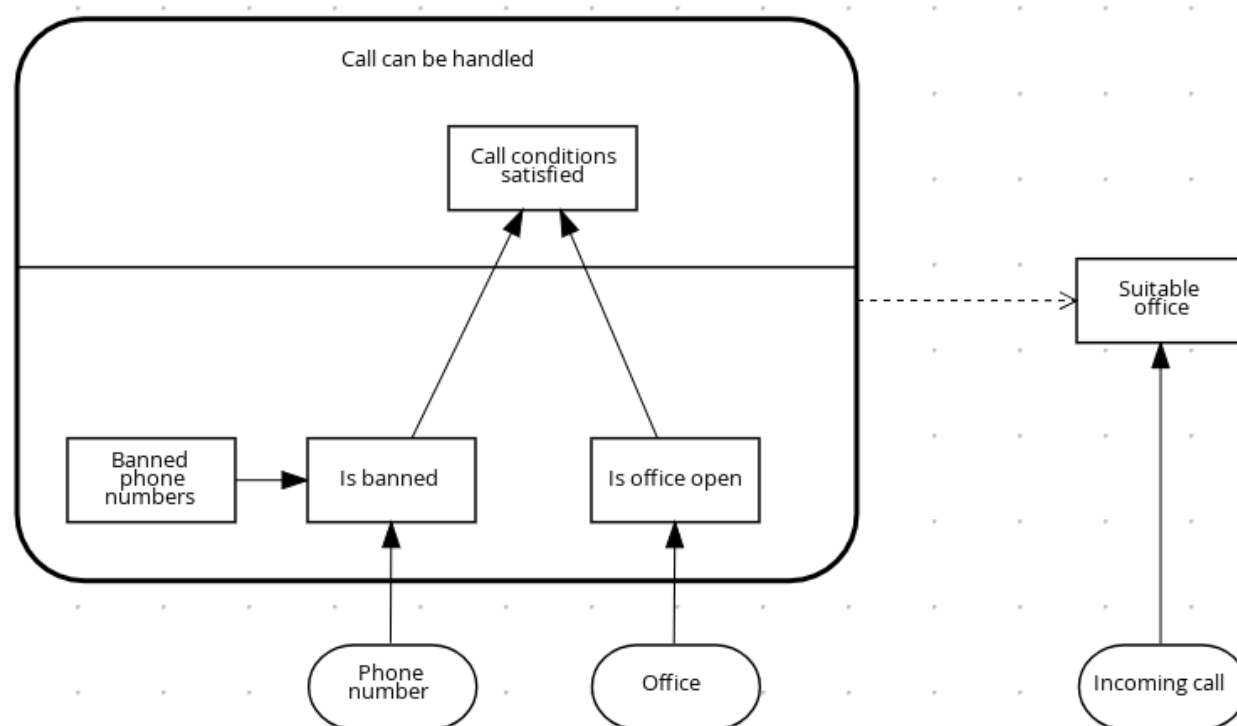 Call can be handled
Call conditions
satisfied
Suitable
office
Banned
phone
numbers
Is banned
Is office open
Phone
number
Office
Incoming call